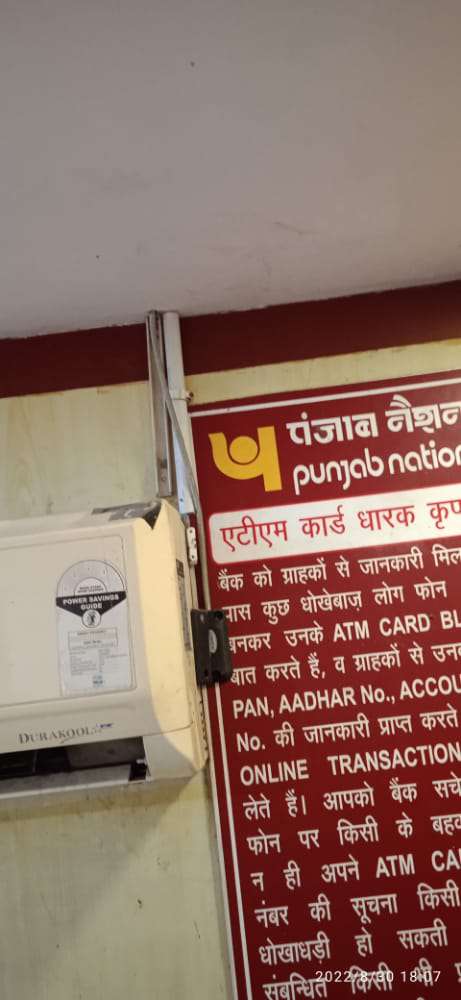 पंजाब नैशन
punjab nation
एटीएम कार्ड धारक कृप
बैंक को ग्राहकों से जानकारी मिल
पास कुछ धोखेबाज़ लोग फोन
बनकर उनके ATM CARD BL
बात करते हैं, व ग्राहकों से उन
PAN, AADHAR No., ACCOU
No. की जानकारी प्राप्त करते
ONLINE TRANSACTION
लेते हैं। आपको बैंक सचे
फोन पर किसी के बहक
न ही अपने ATM CA
नंबर की सूचना किसी
धोखाधड़ी हो सकती
संबन्धित किसी भी
POWER SAVINGS
GUIDE
DURAKOOL
2022/8/30 18:07